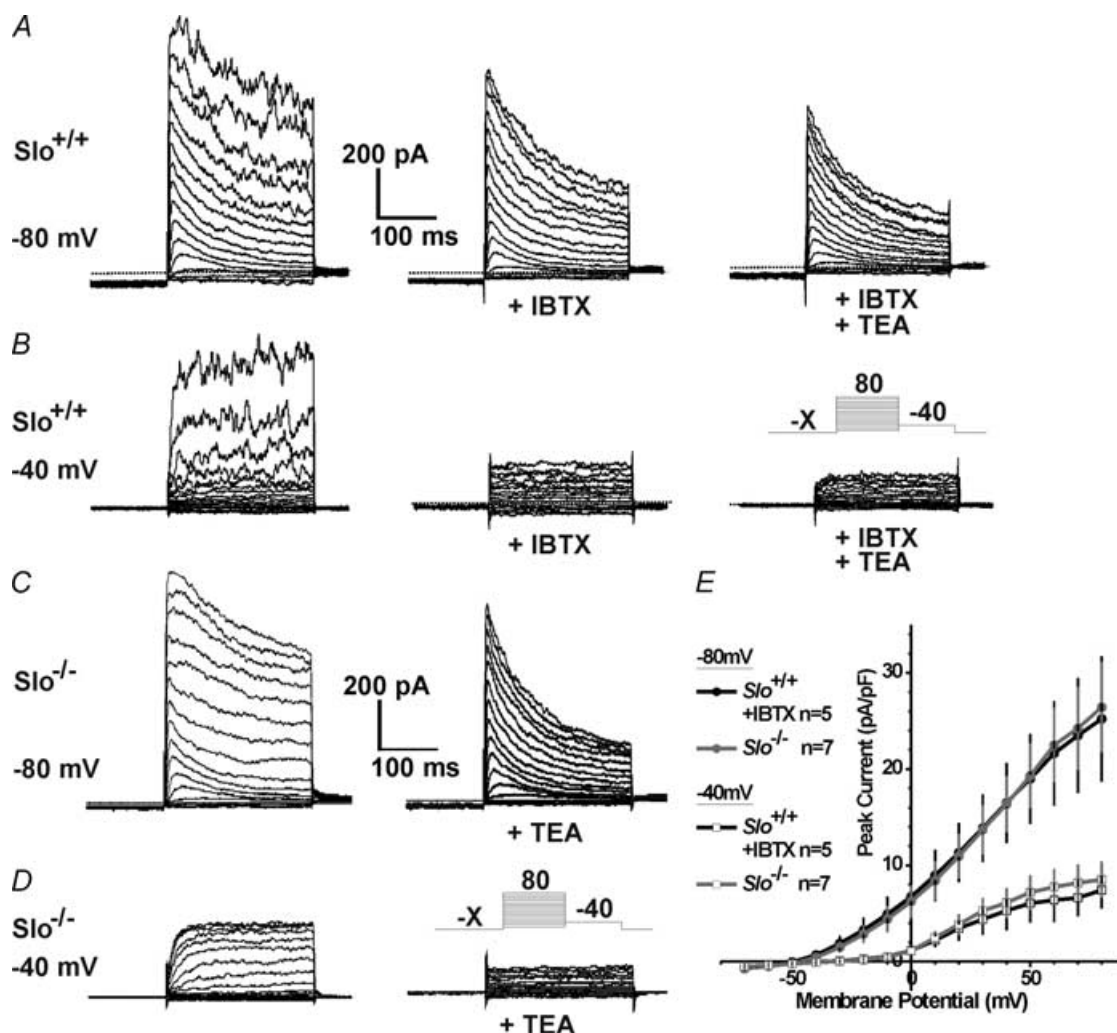 A
Slo+/+
-80 mV
200 pA
100 ms
+ IBTX
+ IBTX
+ TEA
B
Slo+/+
-40 mV
+ IBTX
80
-X
-40
+ IBTX
+ TEA
C
Slo-/-
-80 mV
200 pA
100 ms
+ TEA
D
Slo-/-
-40 mV
80
-X
-40
+ TEA
E
-80mV
Slo+/+
+IBTX n=5
Slo-/- n=7
-40mV
Slo+/+
+IBTX n=5
Slo-/- n=7
Peak Current (pA/pF)
30
20
10
0
-50
0
50
Membrane Potential (mV)